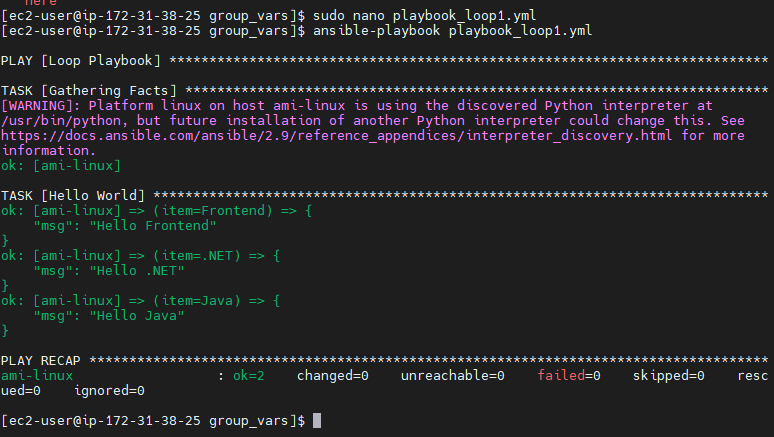 here
[ec2-user@ip-172-31-38-25 group_vars]$ sudo nano playbook_loop1.yml
[ec2-user@ip-172-31-38-25 group_vars]$ ansible-playbook playbook_loop1.yml
PLAY [Loop Playbook] ***************************************************************************
TASK [Gathering Facts] *************************************************************************
[WARNING]: Platform linux on host ami-linux is using the discovered Python interpreter at
/usr/bin/python, but future installation of another Python interpreter could change this. See
https://docs.ansible.com/ansible/2.9/reference_appendices/interpreter_discovery.html for more
information.
ok: [ami-linux]
TASK [Hello World] *****************************************************************************
ok: [ami-linux] => (item=Frontend) => {
    "msg": "Hello Frontend"
}
ok: [ami-linux] => (item=.NET) => {
    "msg": "Hello .NET"
}
ok: [ami-linux] => (item=Java) => {
    "msg": "Hello Java"
}
PLAY RECAP *************************************************************************************
ami-linux                  : ok=2    changed=0    unreachable=0    failed=0    skipped=0    resc
ued=0    ignored=0
[ec2-user@ip-172-31-38-25 group_vars]$